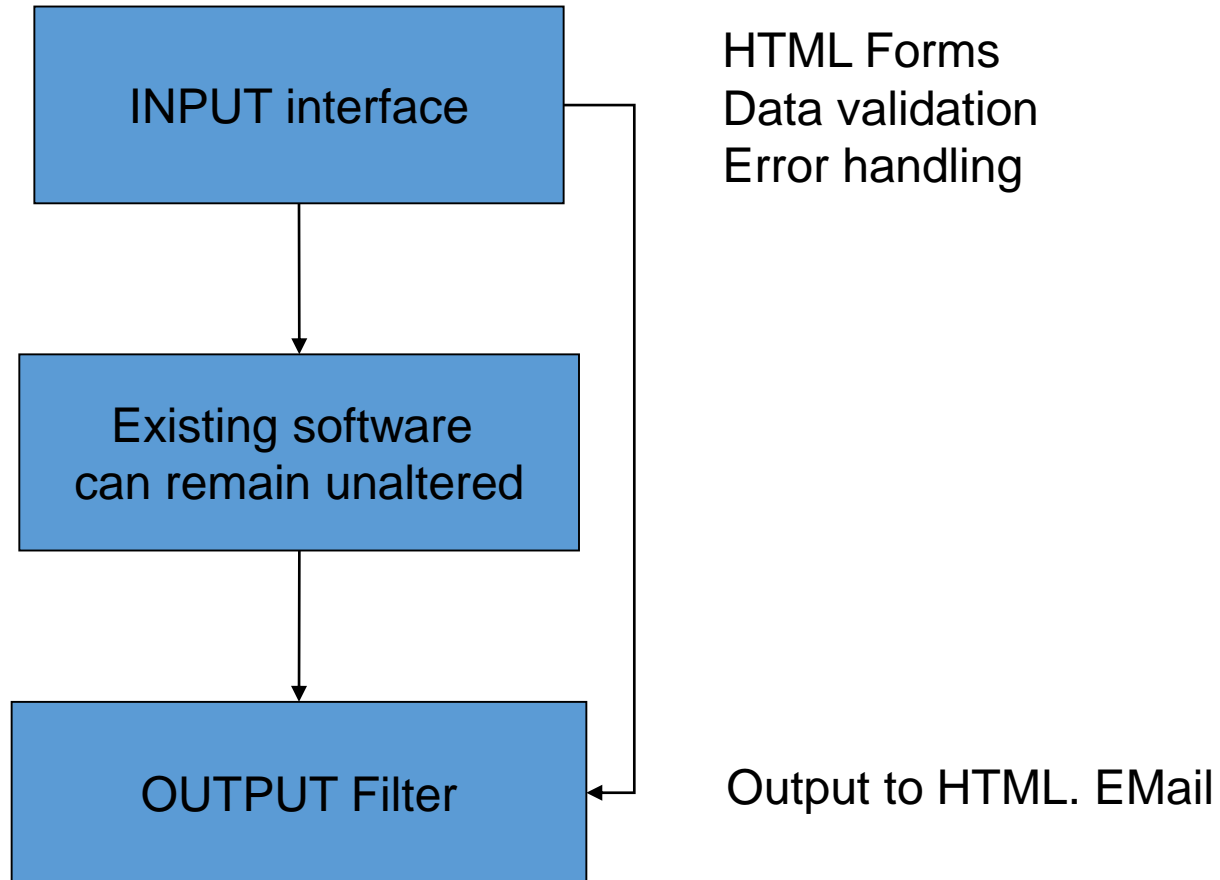 INPUT interface
HTML Forms
Data validation
Error handling
Existing software
can remain unaltered
OUTPUT Filter
Output to HTML. EMail